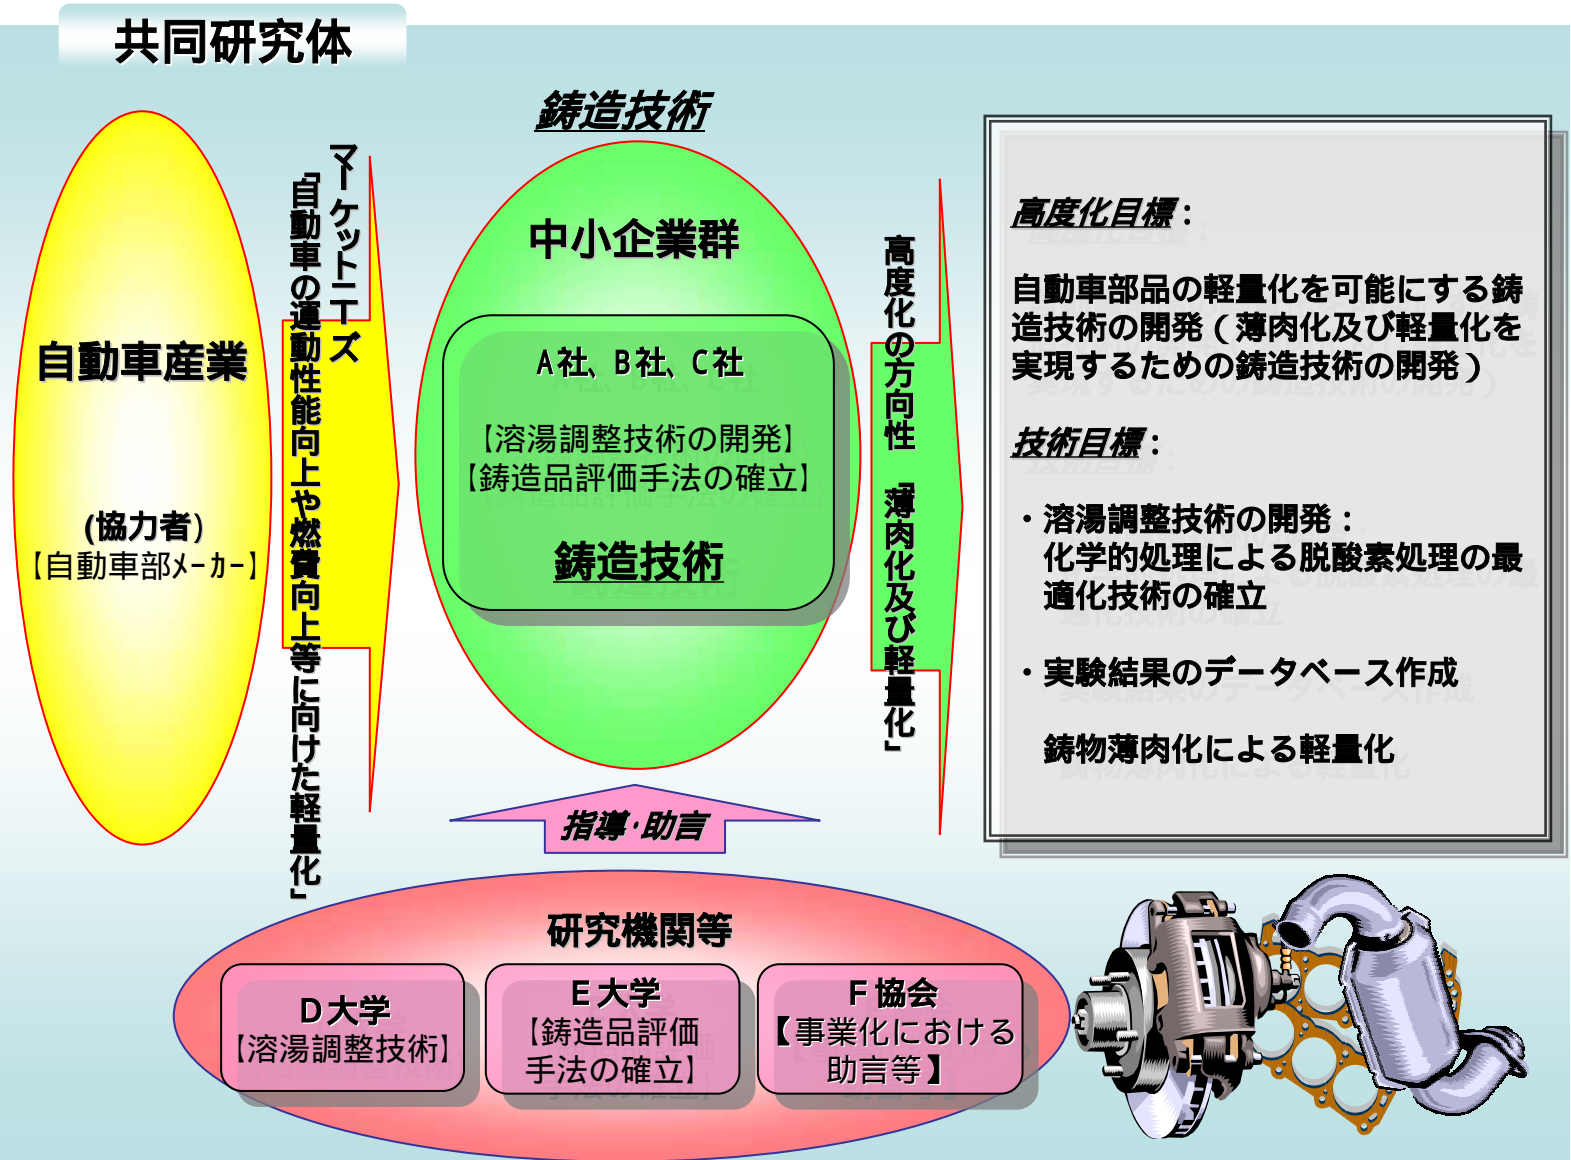 共同研究体
鋳造技術
自動車産業
(協力者)
【自動車部メーカー】
マーケットニーズ
「自動車の運動性能向上や燃費向上等に向けた軽量化」
中小企業群
A社、B社、C社
【溶湯調整技術の開発】
【鋳造品評価手法の確立】
鋳造技術
高度化の方向性 「薄肉化及び軽量化」
高度化目標：
自動車部品の軽量化を可能にする鋳
造技術の開発（薄肉化及び軽量化を
実現するための鋳造技術の開発）
技術目標：
・溶湯調整技術の開発：
化学的処理による脱酸素処理の最
適化技術の確立
・実験結果のデータベース作成
鋳物薄肉化による軽量化
指導・助言
研究機関等
D大学
【溶湯調整技術】
E大学
【鋳造品評価
手法の確立】
F協会
【事業化における
助言等】